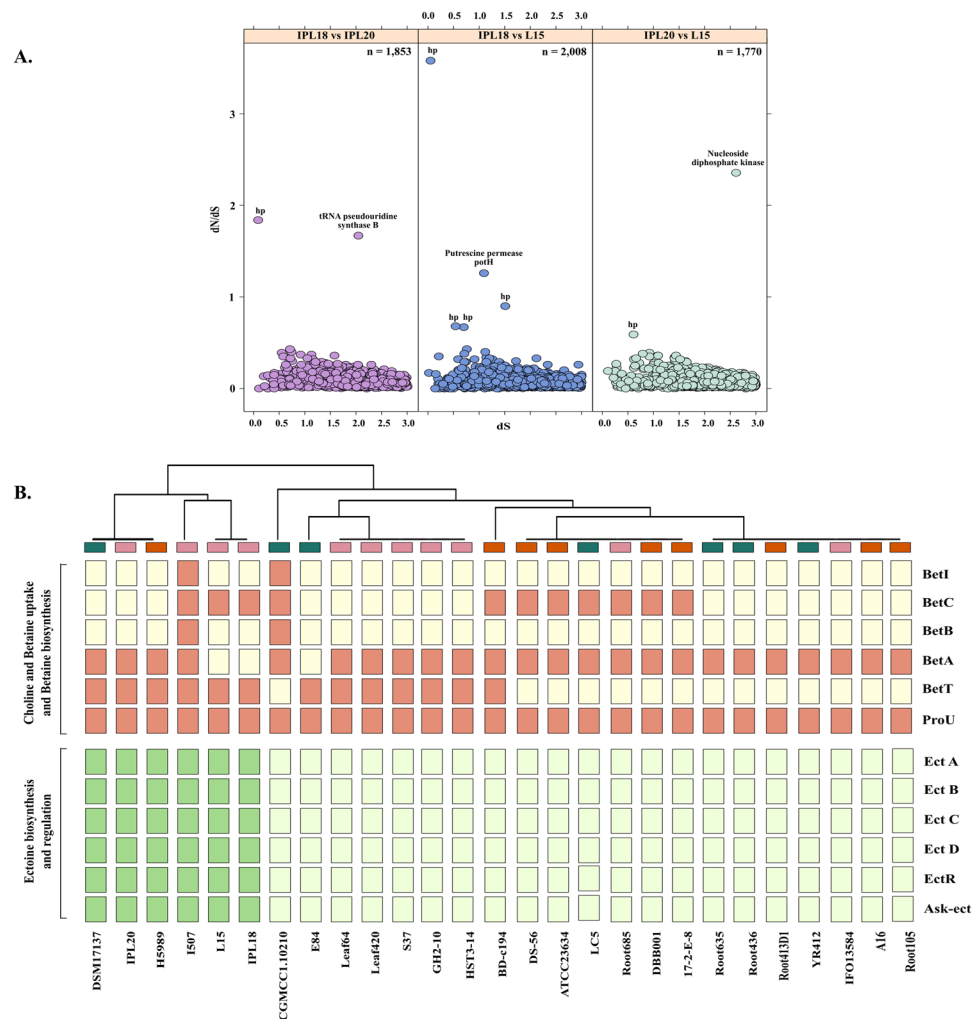 A.
0.0 0.5 1.0 1.5 2.0 2.5 3.0
IPL18 vs IPL20
IPL18 vs L15
IPL20 vs L15
n = 1,853
n = 2,008
n = 1,770
hp
3
Nucleoside
diphosphate kinase
2
hp
tRNA pseudouridine
synthase B
dN/dS
Putrescine permease
potH
1
hp
hp hp
hp
0
0.0 0.5 1.0 1.5 2.0 2.5 3.0
0.0 0.5 1.0 1.5 2.0 2.5 3.0
dS
B.
Choline and Betaine uptake
and Betaine biosynthesis
BetI
BetC
BetB
BetA
BetT
ProU
Ectoine biosynthesis
and regulation
Ect A
Ect B
Ect C
Ect D
EctR
Ask-ect
DSM17137
IPL20
H5989
I507
L15
IPL18
CGMCC1.10210
E84
Leaf64
Leaf420
S37
GH2-10
HST3-14
BD-c194
DS-56
ATCC23634
LC5
Root685
DBB001
17-2-E-8
Root635
Root436
Root413D1
YR412
IFO13584
A16
Root105